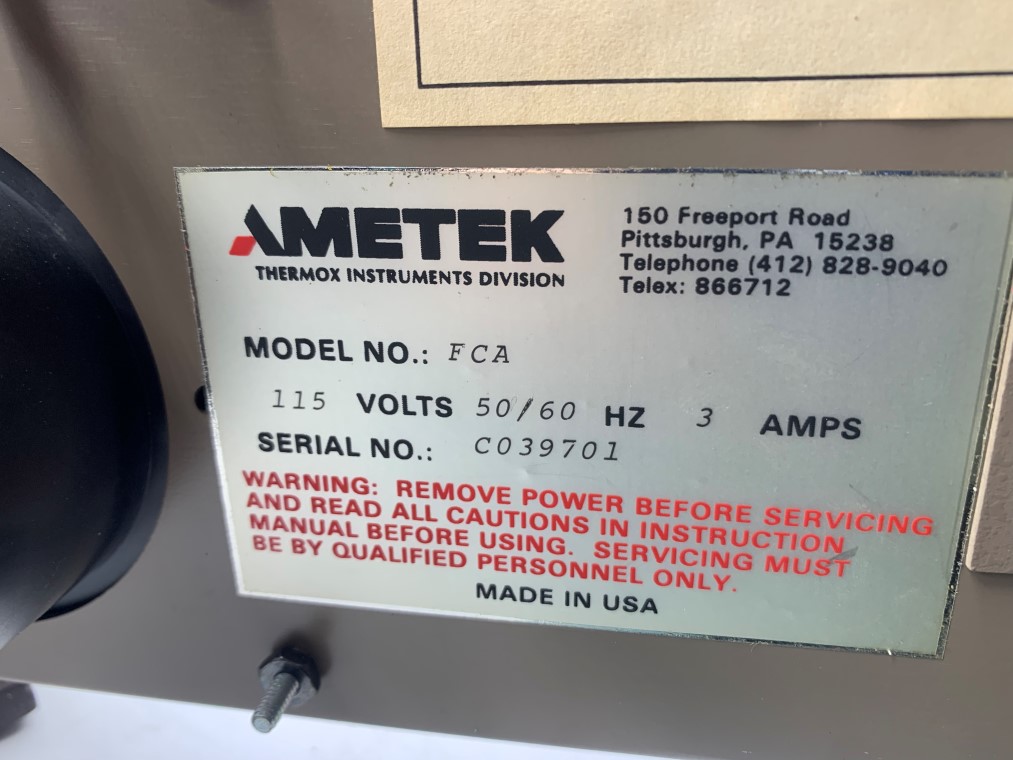 AMETEK
THERMOX INSTRUMENTS DIVISION
150 Freeport Road
Pittsburgh, PA 15238
Telephone (412) 828-9040
Telex: 866712
MODEL NO.: FCA
115 VOLTS 50/60 HZ 3 AMPS
SERIAL NO.: C039701
WARNING: REMOVE POWER BEFORE SERVICING
AND READ ALL CAUTIONS IN INSTRUCTION
MANUAL BEFORE USING. SERVICING MUST
BE BY QUALIFIED PERSONNEL ONLY.
MADE IN USA